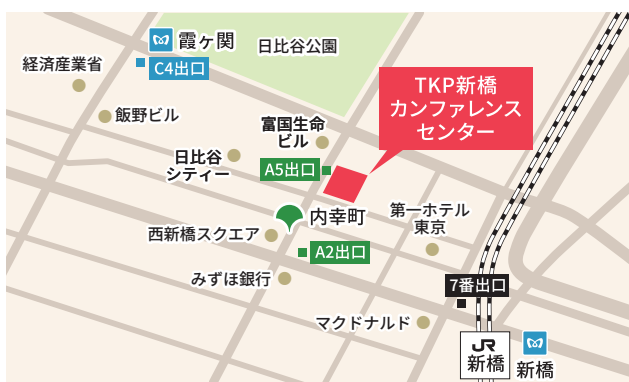 霞ヶ関
日比谷公園
経済産業省
C4出口
TKP新橋
カンファレンス
センター
飯野ビル
富国生命
ビル
日比谷
シティー
A5出口
内幸町
第一ホテル
東京
西新橋スクエア
A2出口
みずほ銀行
7番出口
マクドナルド
JR
新橋
新橋